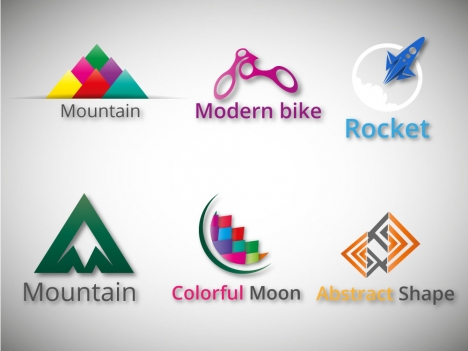 Mountain
Modern bike
Rocket
Mountain
Colorful Moon
Abstract Shape